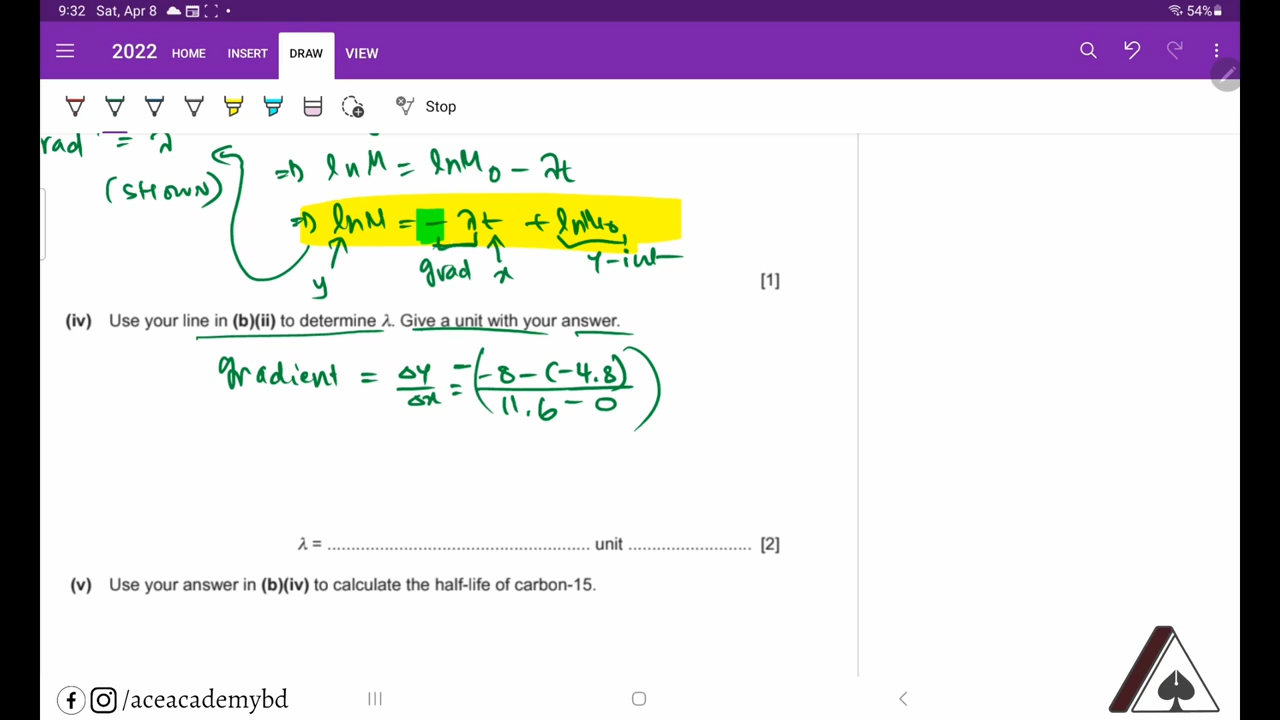 9:32 Sat, Apr 8 54%
2022 HOME INSERT DRAW VIEW
Stop
rad = λ
(SHOWN)
=> ln M = ln M₀ − λt
=> ln M = − λt + ln M₀
y grad x y-int
[1]
(iv) Use your line in (b)(ii) to determine λ. Give a unit with your answer.
gradient = Δy/Δx = −(−8 − (−4.8) / 11.6 − 0)
λ = ........................................................ unit .......................... [2]
(v) Use your answer in (b)(iv) to calculate the half-life of carbon-15.
/aceacademybd